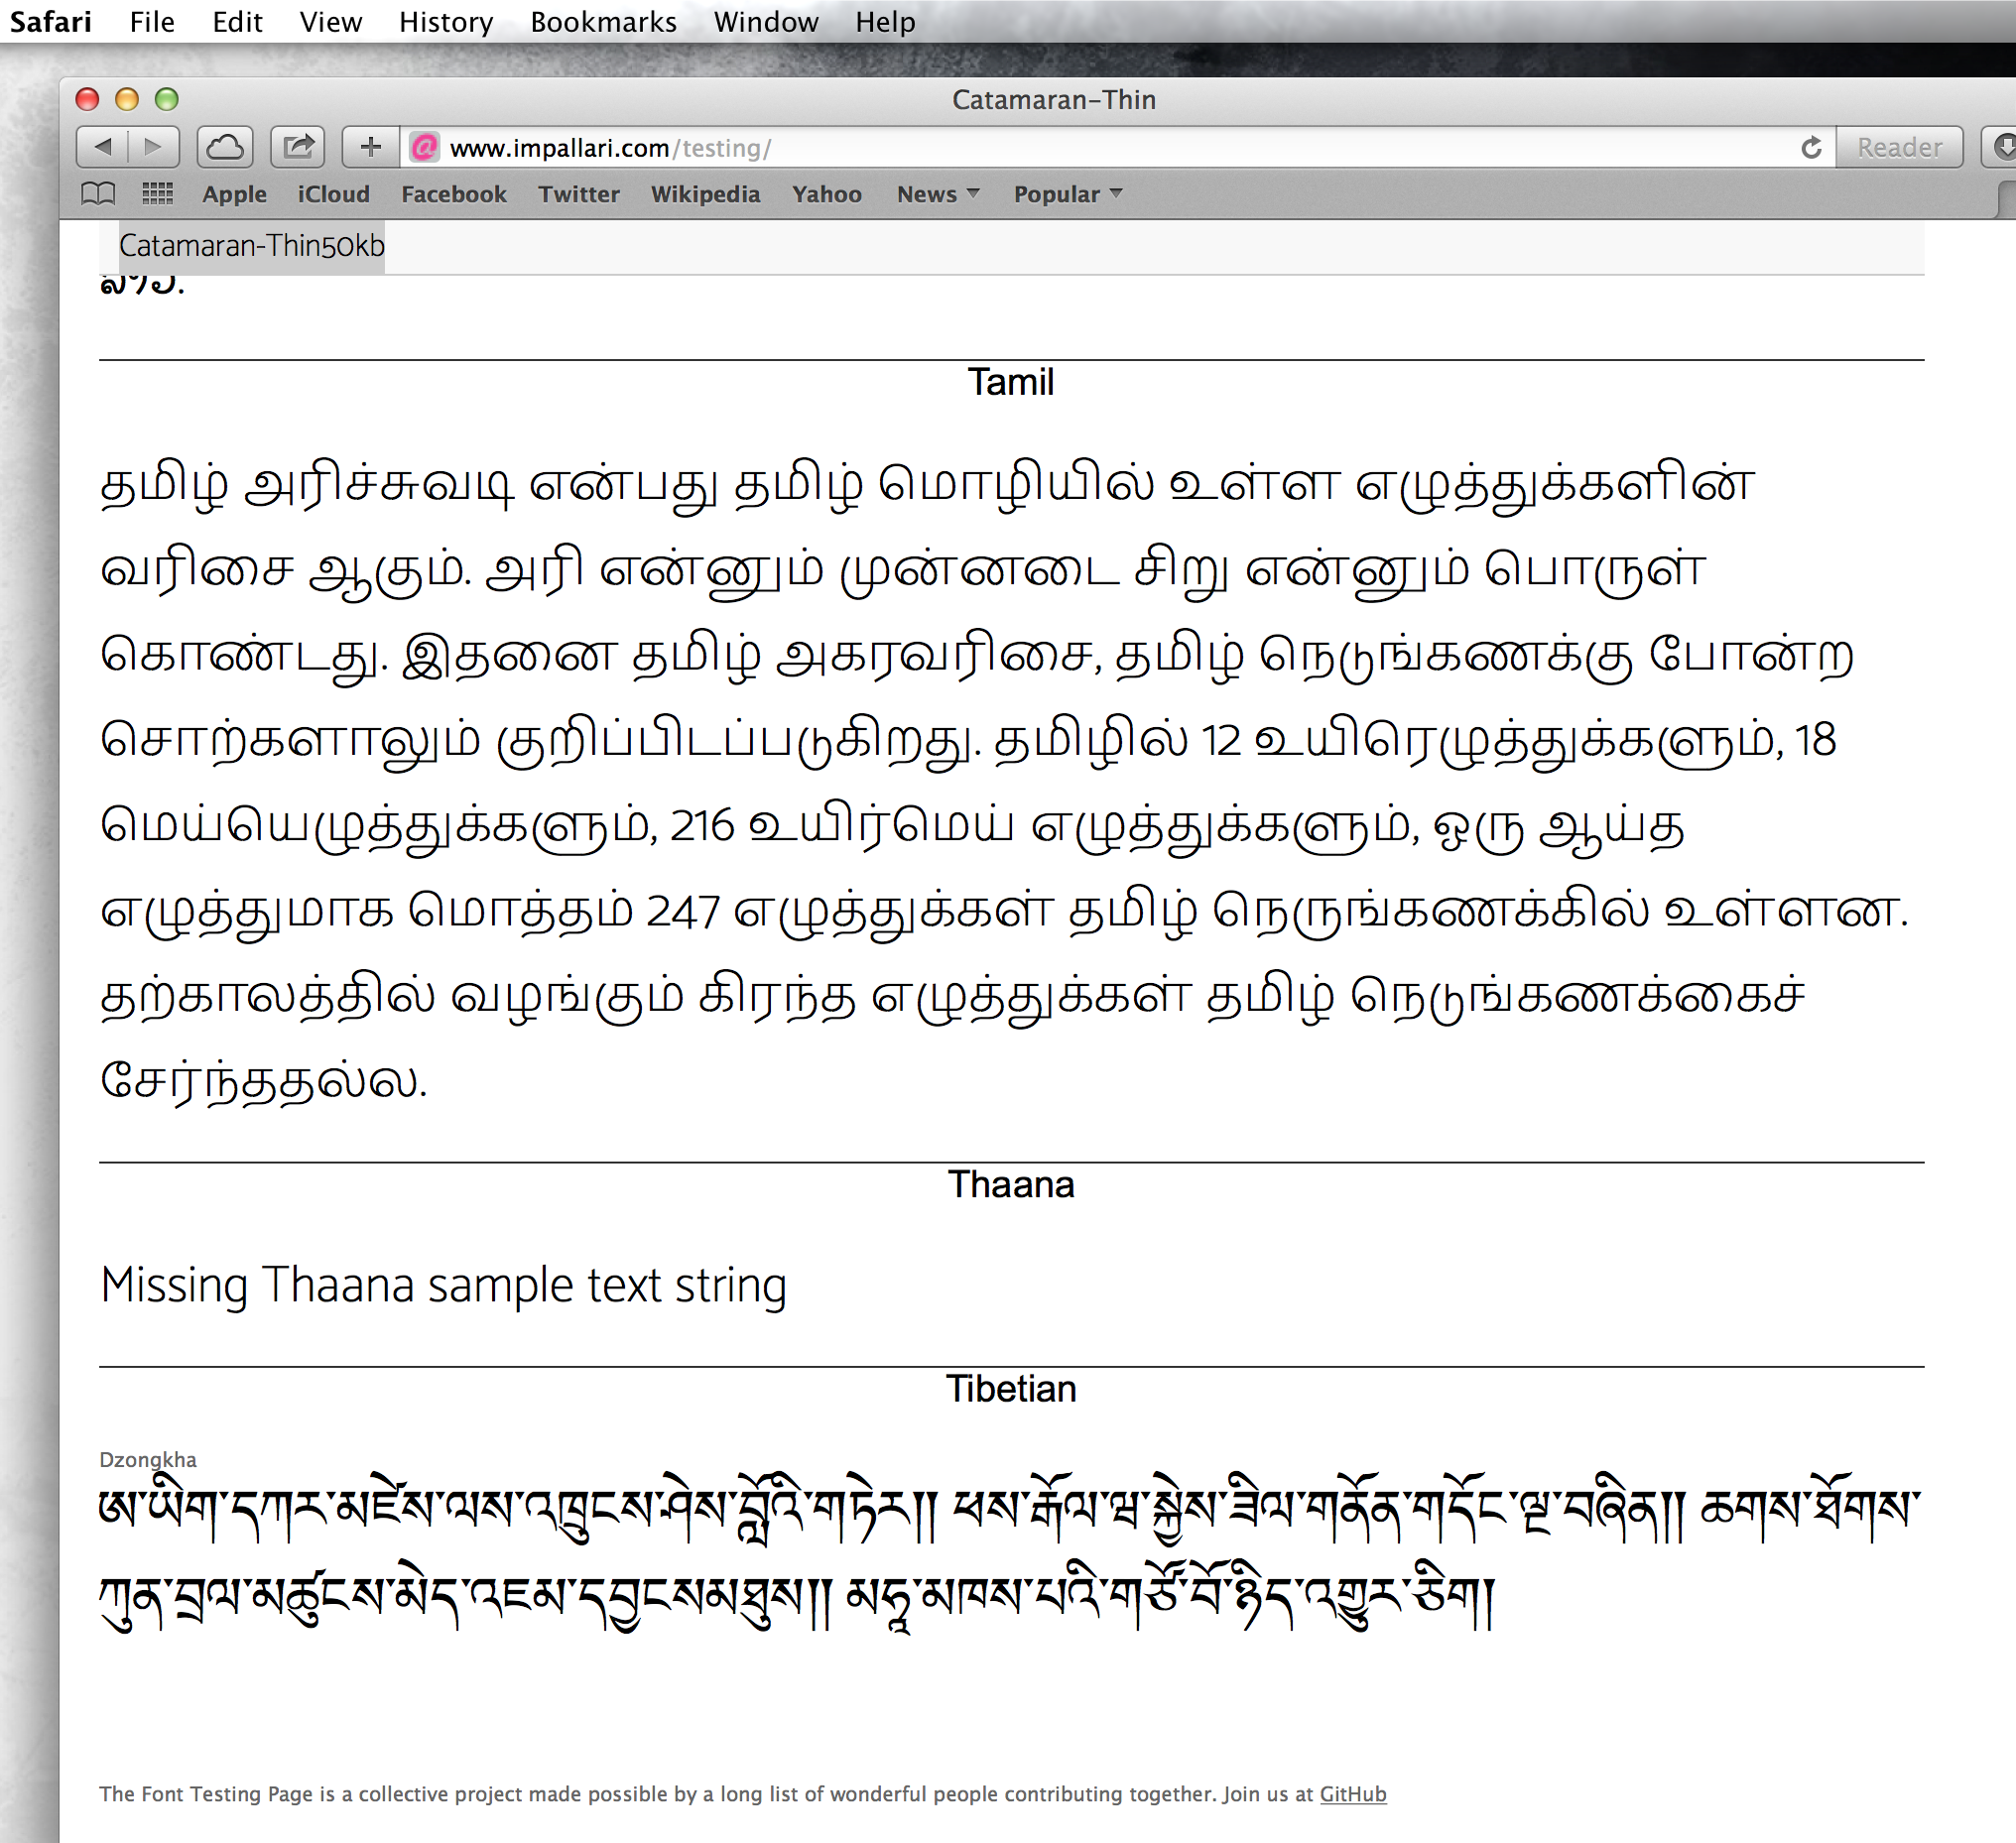 Safari File Edit View History Bookmarks Window Help
Catamaran-Thin
www.impallari.com/testing/ Reader
Apple iCloud Facebook Twitter Wikipedia Yahoo News Popular
Catamaran-Thin50kb
Tamil
தமிழ் அரிச்சுவடி என்பது தமிழ் மொழியில் உள்ள எழுத்துக்களின்
வரிசை ஆகும். அரி என்னும் முன்னடை சிறு என்னும் பொருள்
கொண்டது. இதனை தமிழ் அகரவரிசை, தமிழ் நெடுங்கணக்கு போன்ற
சொற்களாலும் குறிப்பிடப்படுகிறது. தமிழில் 12 உயிரெழுத்துக்களும், 18
மெய்யெழுத்துக்களும், 216 உயிர்மெய் எழுத்துக்களும், ஒரு ஆய்த
எழுத்துமாக மொத்தம் 247 எழுத்துக்கள் தமிழ் நெருங்கணக்கில் உள்ளன.
தற்காலத்தில் வழங்கும் கிரந்த எழுத்துக்கள் தமிழ் நெடுங்கணக்கைச்
சேர்ந்ததல்ல.
Thaana
Missing Thaana sample text string
Tibetian
Dzongkha
ཨ་ཡིག་དཀར་མཛེས་ལས་འཁྲུངས་ཤེས་བློའི་གཏེར༎ ཕས་རྒོལ་ཝ་སྐྱེས་ཟིལ་གནོན་གདོང་ལྔ་བཞིན༎ ཆགས་ཐོགས་
ཀུན་བྲལ་མཚུངས་མེད་འཇམ་དབྱངསམཐུས༎ མཧཱ་མཁས་པའི་གཙོ་བོ་ཉིད་འགྱུར་ཅིག།
The Font Testing Page is a collective project made possible by a long list of wonderful people contributing together. Join us at GitHub